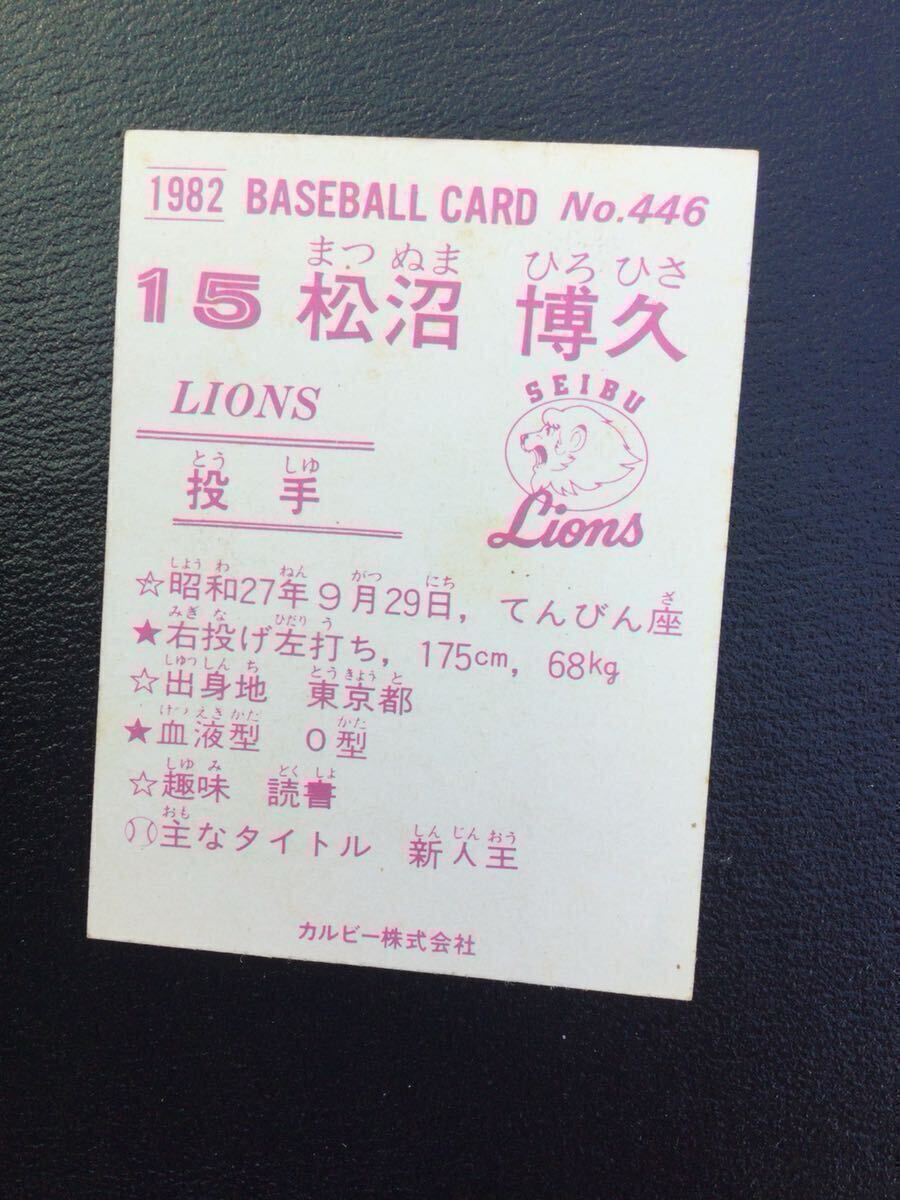 1982 BASEBALL CARD No.446
まつ ぬま ひろ ひさ
15 松沼 博久
LIONS
SEIBU
Lions
とう しゅ
投 手
しょう わ ねん がつ にち ざ
☆昭和27年9月29日，てんびん座
みぎ な ひだり う
★右投げ左打ち，175cm，68kg
しゅっ しん ち とう きょう と
☆出身地 東京都
けつ えき かた かた
★血液型 O型
しゅ み どく しょ
☆趣味 読書
おも しん じん おう
主なタイトル 新人王
カルビー株式会社